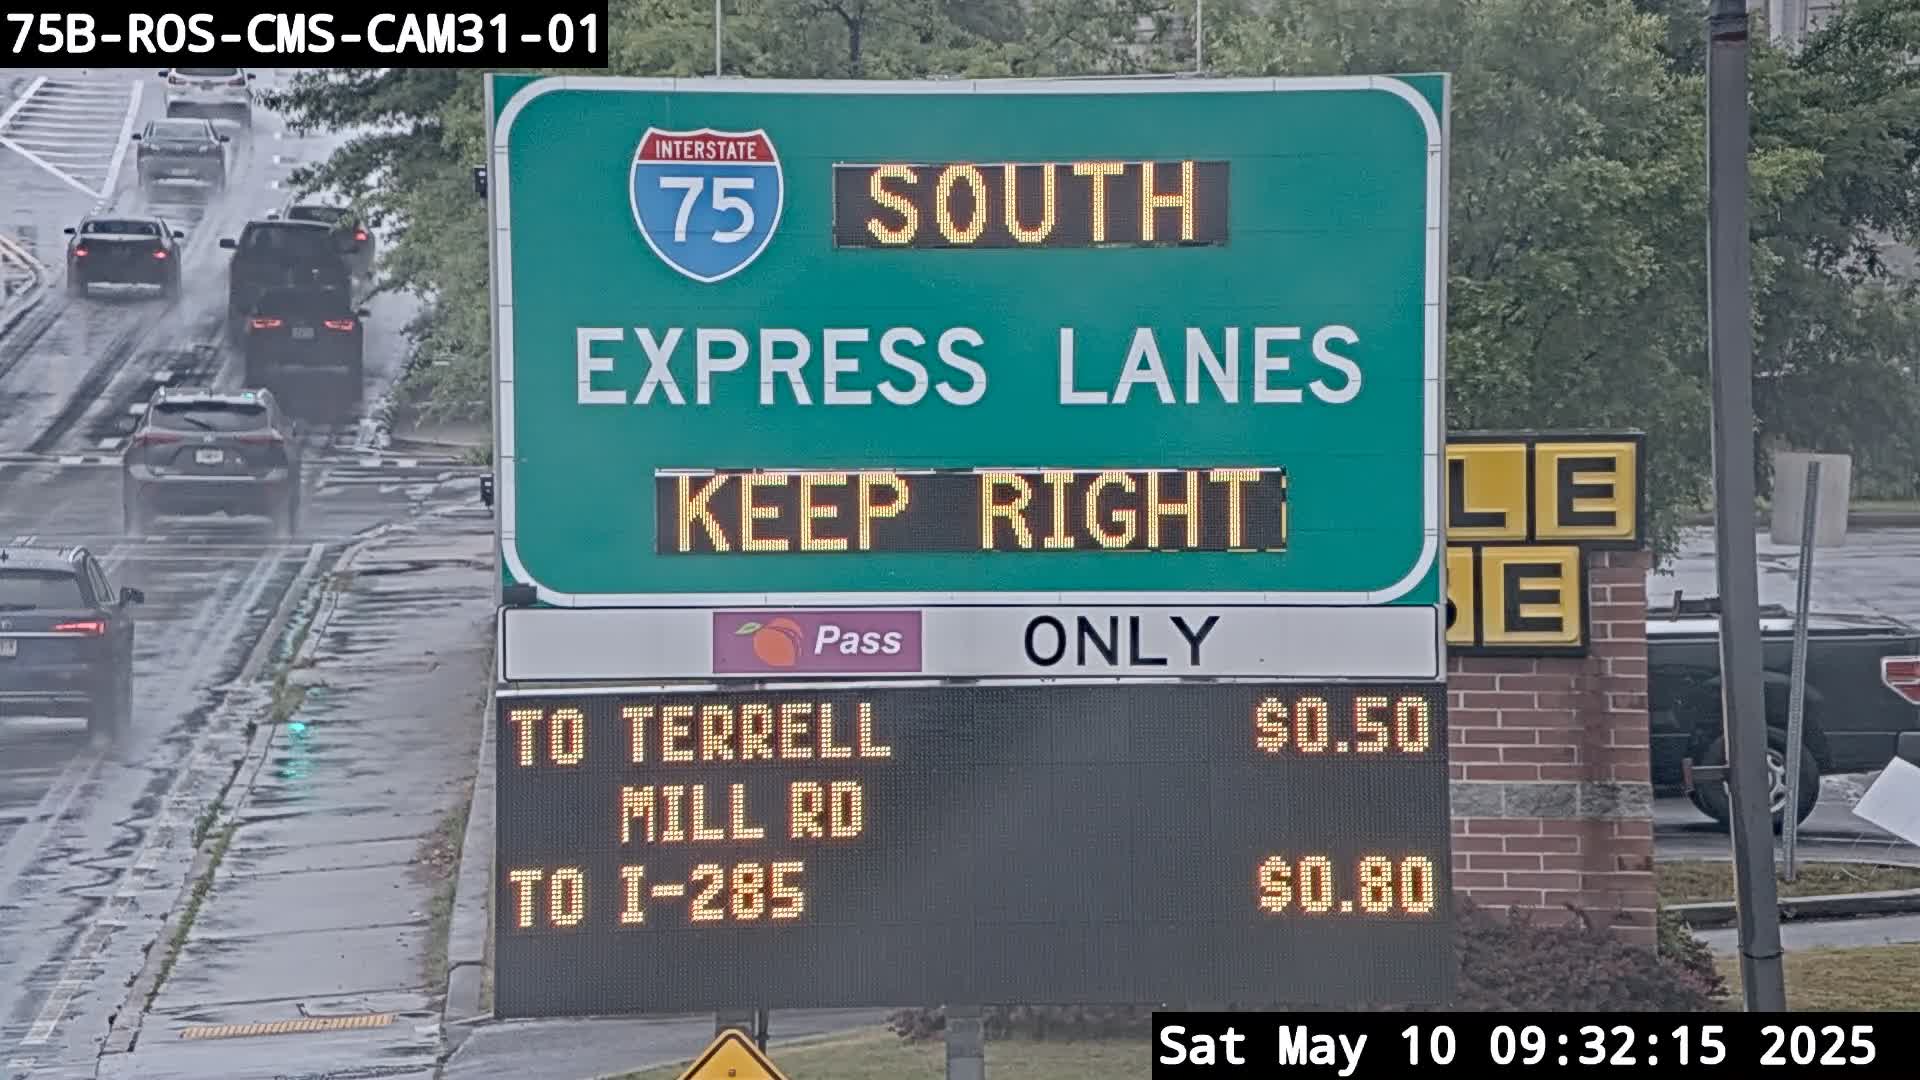 75B-ROS-CMS-CAM31-01
INTERSTATE
75
SOUTH
EXPRESS LANES
KEEP RIGHT
Pass ONLY
TO TERRELL $0.50
MILL RD
TO I-285 $0.80
LE
E
Sat May 10 09:32:15 2025